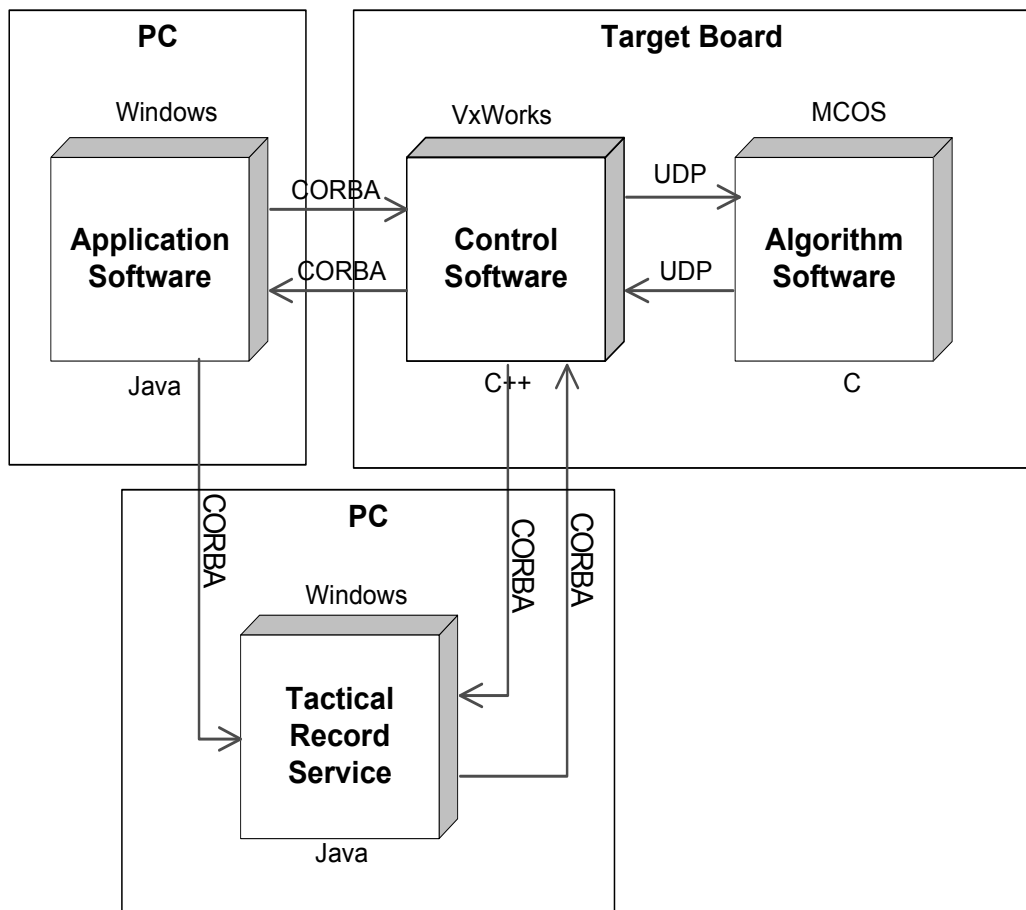 PC
Target Board
Windows
VxWorks
MCOS
CORBA
UDP
Application
Software
Control
Software
Algorithm
Software
CORBA
UDP
Java
C++
C
PC
CORBA
CORBA
CORBA
Windows
Tactical
Record
Service
Java